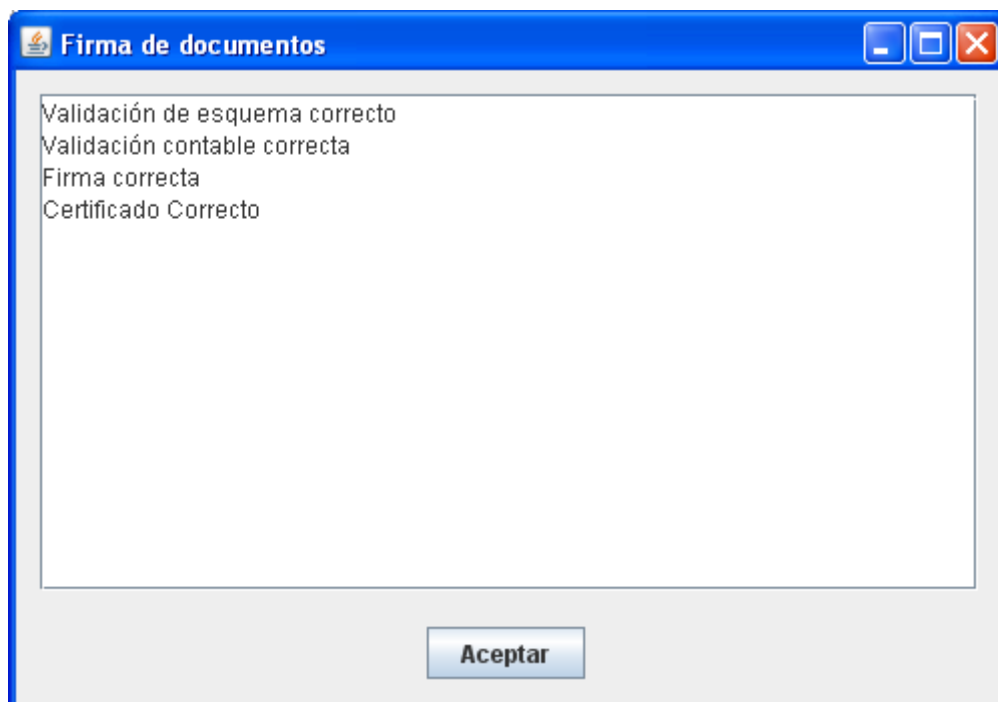 Firma de documentos
Validación de esquema correcto
Validación contable correcta
Firma correcta
Certificado Correcto
Aceptar